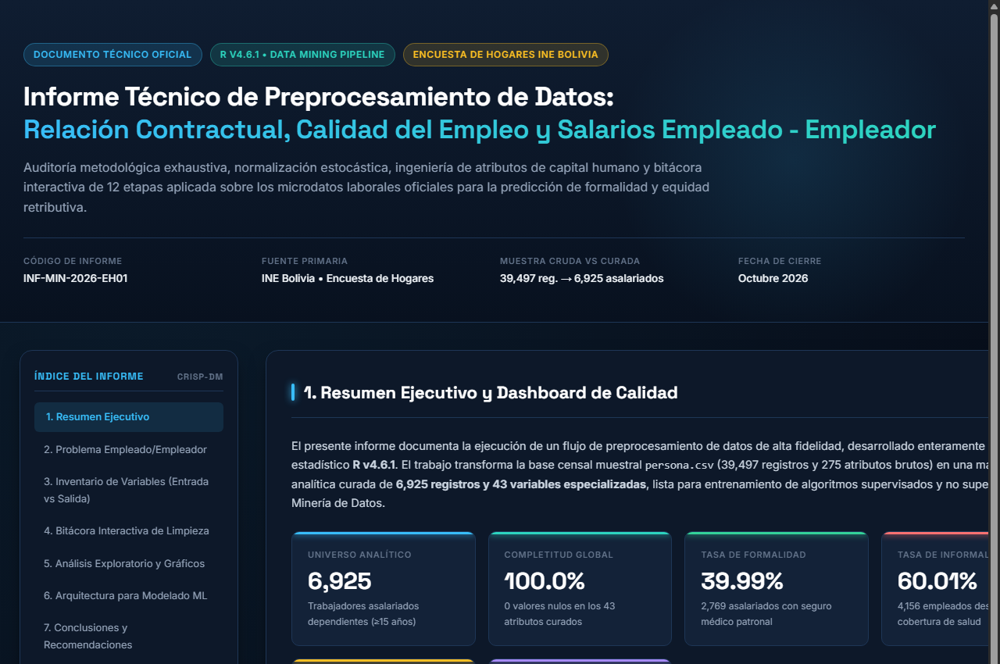 DOCUMENTO TÉCNICO OFICIAL
R V4.6.1 • DATA MINING PIPELINE
ENCUESTA DE HOGARES INE BOLIVIA
Informe Técnico de Preprocesamiento de Datos:
Relación Contractual, Calidad del Empleo y Salarios Empleado - Empleador
Auditoría metodológica exhaustiva, normalización estocástica, ingeniería de atributos de capital humano y bitácora
interactiva de 12 etapas aplicada sobre los microdatos laborales oficiales para la predicción de formalidad y equidad
retributiva.
CÓDIGO DE INFORME
INF-MIN-2026-EH01
FUENTE PRIMARIA
INE Bolivia • Encuesta de Hogares
MUESTRA CRUDA VS CURADA
39,497 reg. → 6,925 asalariados
FECHA DE CIERRE
Octubre 2026
ÍNDICE DEL INFORME
CRISP-DM
1. Resumen Ejecutivo
2. Problema Empleado/Empleador
3. Inventario de Variables (Entrada
vs Salida)
4. Bitácora Interactiva de Limpieza
5. Análisis Exploratorio y Gráficos
6. Arquitectura para Modelado ML
7. Conclusiones y
Recomendaciones
1. Resumen Ejecutivo y Dashboard de Calidad
El presente informe documenta la ejecución de un flujo de preprocesamiento de datos de alta fidelidad, desarrollado enteramente
estadístico R v4.6.1. El trabajo transforma la base censal muestral persona.csv (39,497 registros y 275 atributos brutos) en una ma
analítica curada de 6,925 registros y 43 variables especializadas, lista para entrenamiento de algoritmos supervisados y no supe
Minería de Datos.
UNIVERSO ANALÍTICO
6,925
Trabajadores asalariados
dependientes (≥15 años)
COMPLETITUD GLOBAL
100.0%
0 valores nulos en los 43
atributos curados
TASA DE FORMALIDAD
39.99%
2,769 asalariados con seguro
médico patronal
TASA DE INFORMAL
60.01%
4,156 empleados des
cobertura de salud